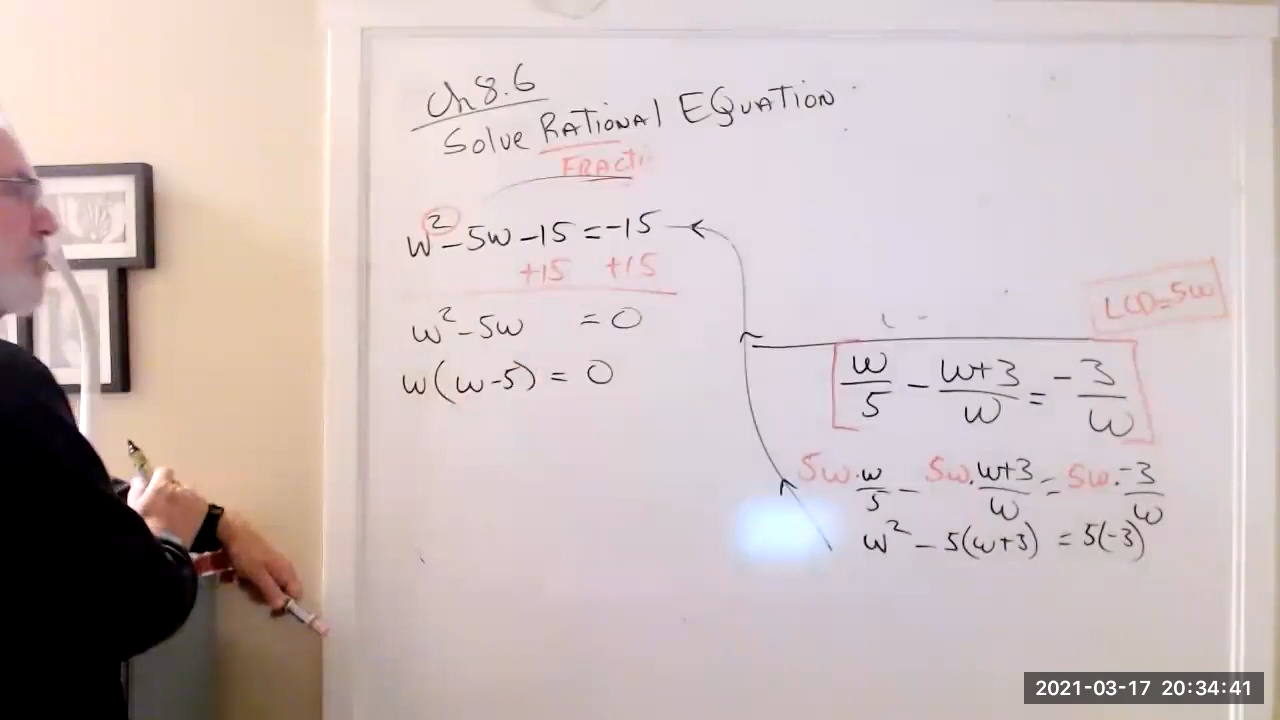 Ch 8.6
Solve Rational Equation
Fracti
w² - 5w - 15 = -15
+15 +15
w² - 5w = 0
w(w-5) = 0
LCD=5w
w/5 - (w+3)/w = -3/w
5w·w/5 - 5w·(w+3)/w = 5w·-3/w
w² - 5(w+3) = 5(-3)
2021-03-17 20:34:41